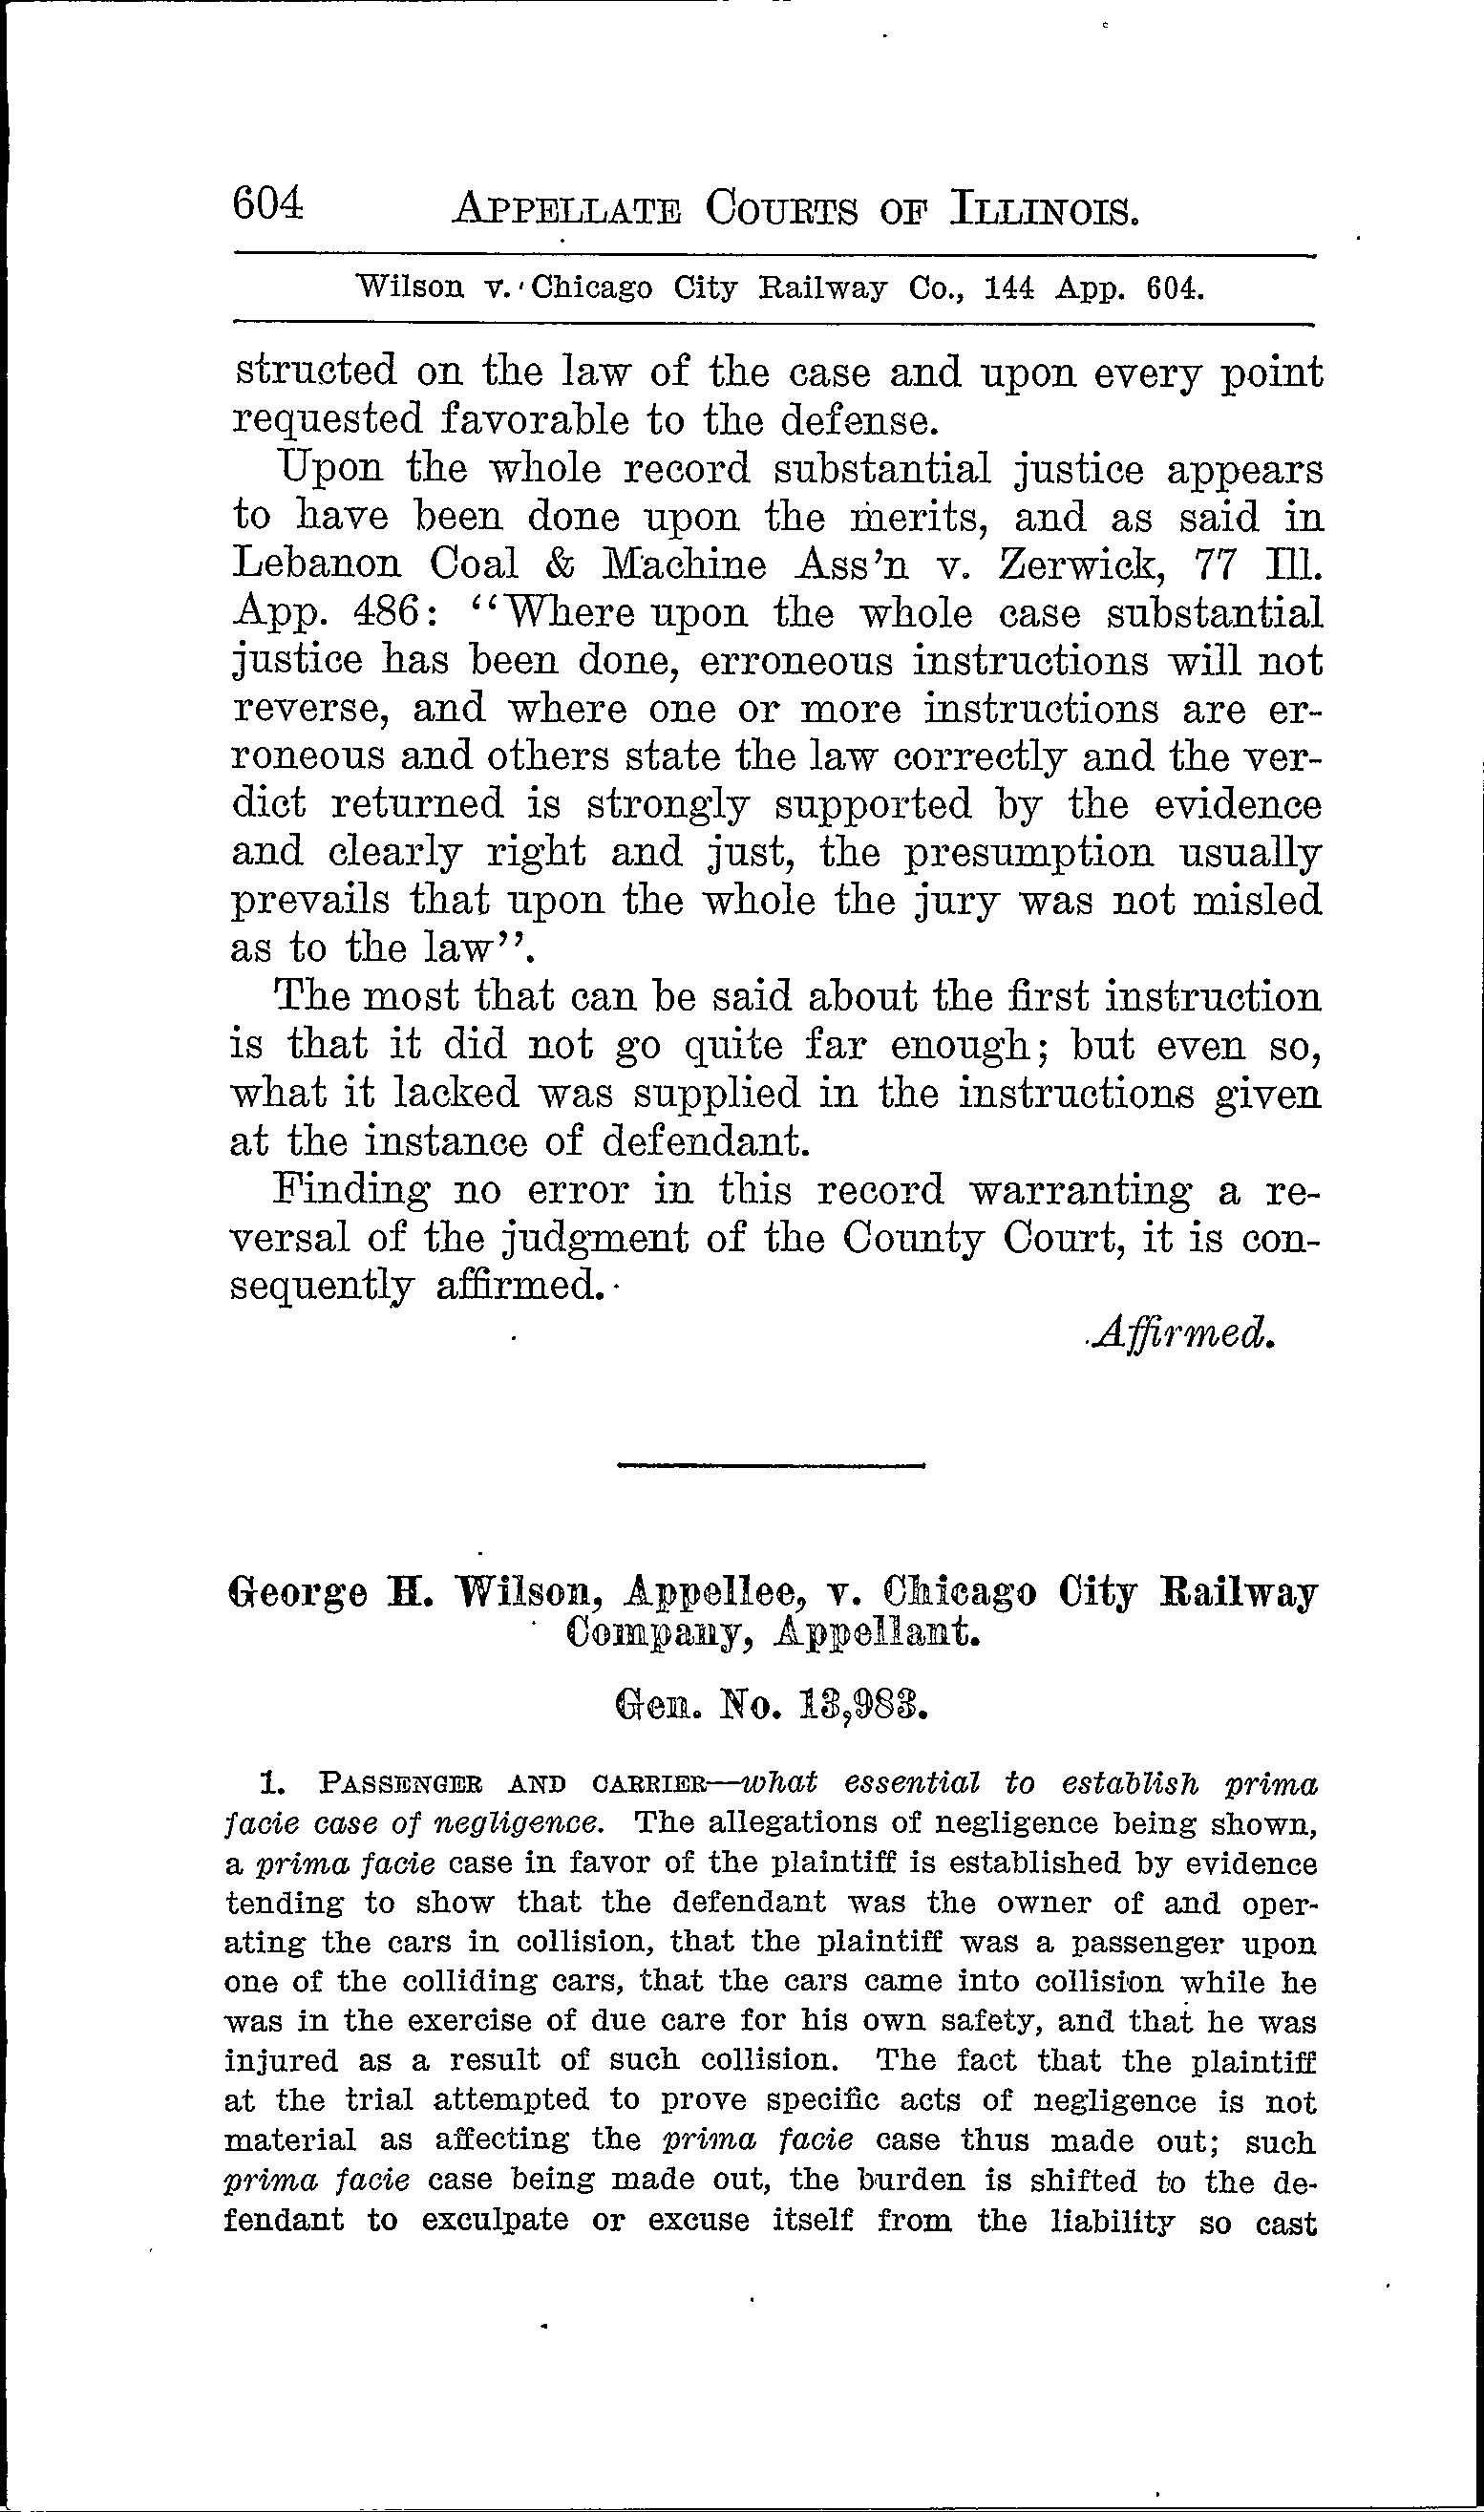 604 APPELLATE COURTS OF ILLINOIS.
Wilson v. Chicago City Railway Co., 144 App. 604.
structed on the law of the case and upon every point
requested favorable to the defense.
Upon the whole record substantial justice appears
to have been done upon the merits, and as said in
Lebanon Coal & Machine Ass'n v. Zerwick, 77 Ill.
App. 486: "Where upon the whole case substantial
justice has been done, erroneous instructions will not
reverse, and where one or more instructions are er-
roneous and others state the law correctly and the ver-
dict returned is strongly supported by the evidence
and clearly right and just, the presumption usually
prevails that upon the whole the jury was not misled
as to the law".
The most that can be said about the first instruction
is that it did not go quite far enough; but even so,
what it lacked was supplied in the instructions given
at the instance of defendant.
Finding no error in this record warranting a re-
versal of the judgment of the County Court, it is con-
sequently affirmed.
Affirmed.
George H. Wilson, Appellee, v. Chicago City Railway
Company, Appellant.
Gen. No. 13,983.
1. PASSENGER AND CARRIER—what essential to establish prima
facie case of negligence. The allegations of negligence being shown,
a prima facie case in favor of the plaintiff is established by evidence
tending to show that the defendant was the owner of and oper-
ating the cars in collision, that the plaintiff was a passenger upon
one of the colliding cars, that the cars came into collision while he
was in the exercise of due care for his own safety, and that he was
injured as a result of such collision. The fact that the plaintiff
at the trial attempted to prove specific acts of negligence is not
material as affecting the prima facie case thus made out; such
prima facie case being made out, the burden is shifted to the de-
fendant to exculpate or excuse itself from the liability so cast